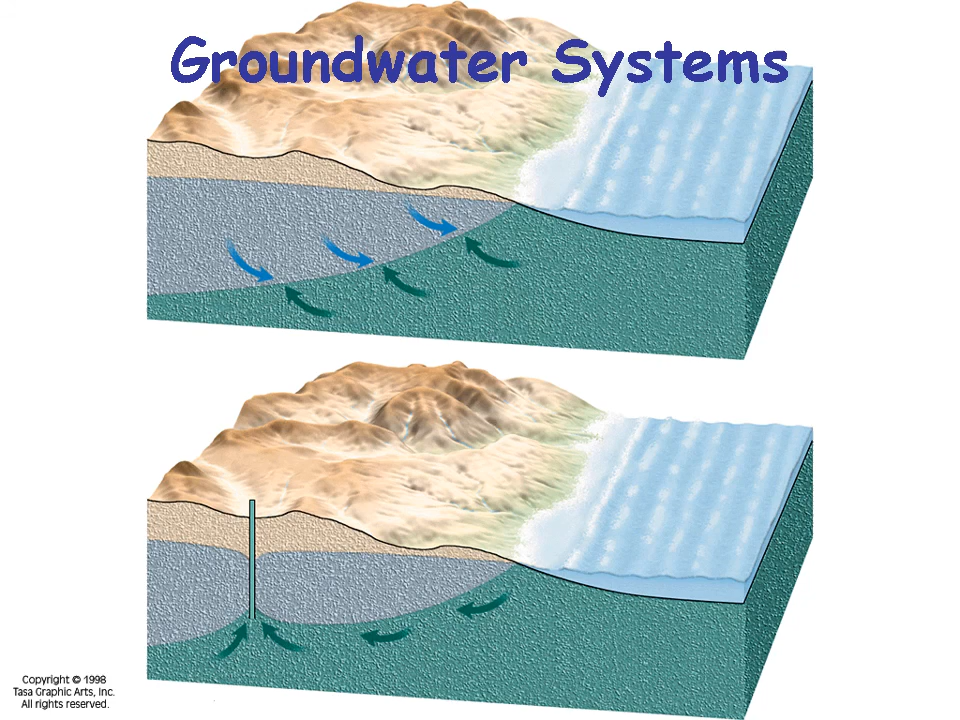 Groundwater Systems
Copyright © 1998
Tasa Graphic Arts, Inc.
All rights reserved.